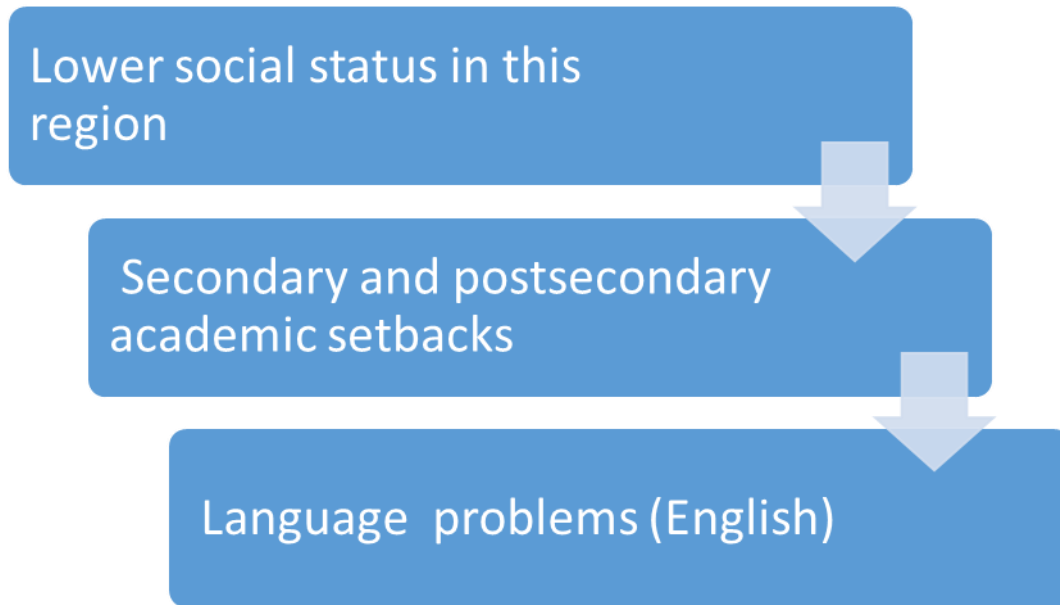 Lower social status in this
region
Secondary and postsecondary
academic setbacks
Language problems (English)